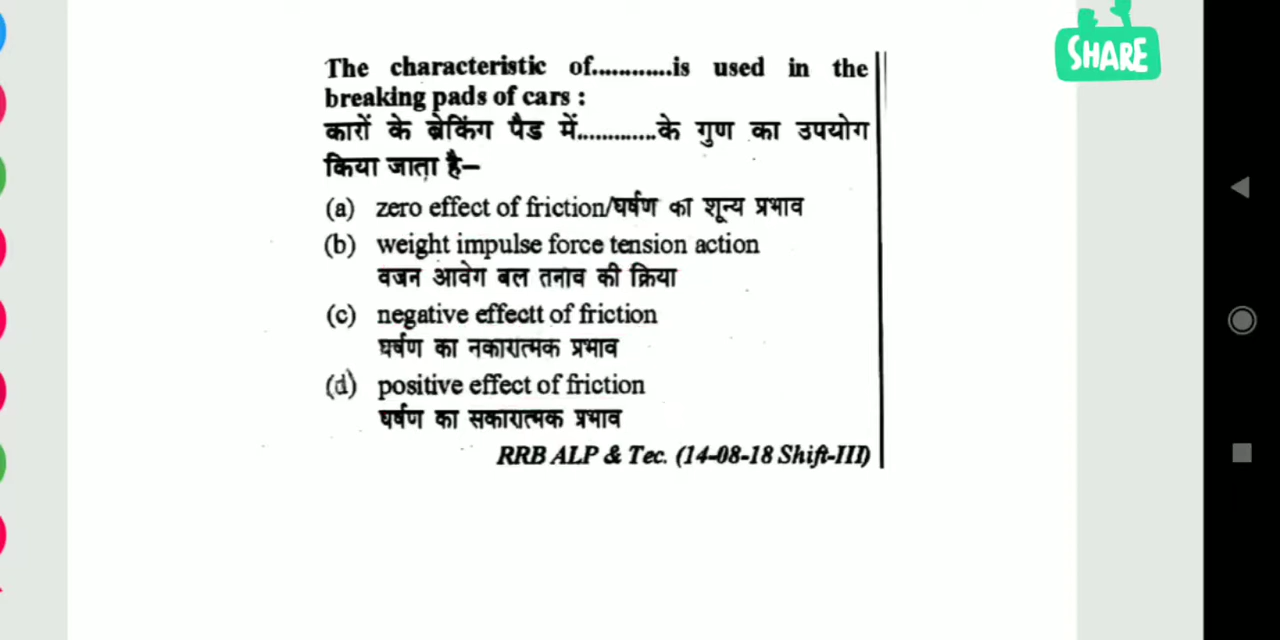 SHARE
The characteristic of............is used in the
breaking pads of cars :
कारों के ब्रेकिंग पैड में.............के गुण का उपयोग
किया जाता है–
(a) zero effect of friction/घर्षण का शून्य प्रभाव
(b) weight impulse force tension action
वजन आवेग बल तनाव की क्रिया
(c) negative effectt of friction
घर्षण का नकारात्मक प्रभाव
(d) positive effect of friction
घर्षण का सकारात्मक प्रभाव
RRB ALP & Tec. (14-08-18 Shift-III)